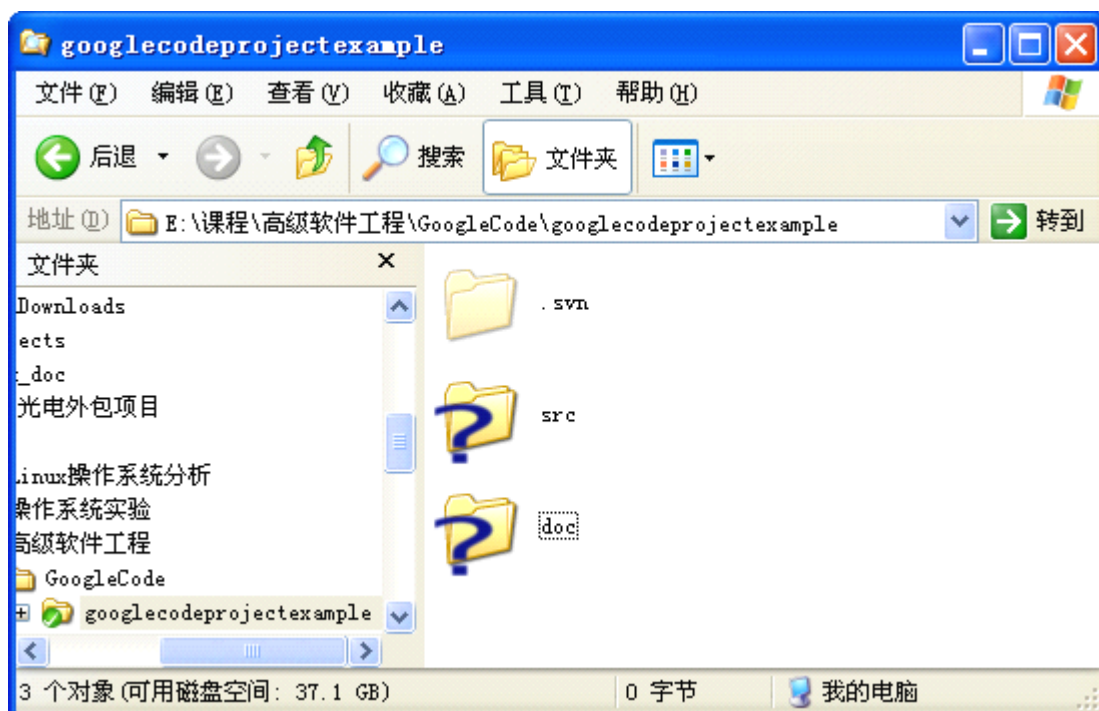 googlecodeprojectexample
文件(F) 编辑(E) 查看(V) 收藏(A) 工具(T) 帮助(H)
后退 搜索 文件夹
地址(D) E:\课程\高级软件工程\GoogleCode\googlecodeprojectexample 转到
文件夹
Downloads
ects
_doc
光电外包项目
Linux操作系统分析
操作系统实验
高级软件工程
GoogleCode
googlecodeprojectexample
.svn
src
doc
3 个对象(可用磁盘空间: 37.1 GB) 0 字节 我的电脑